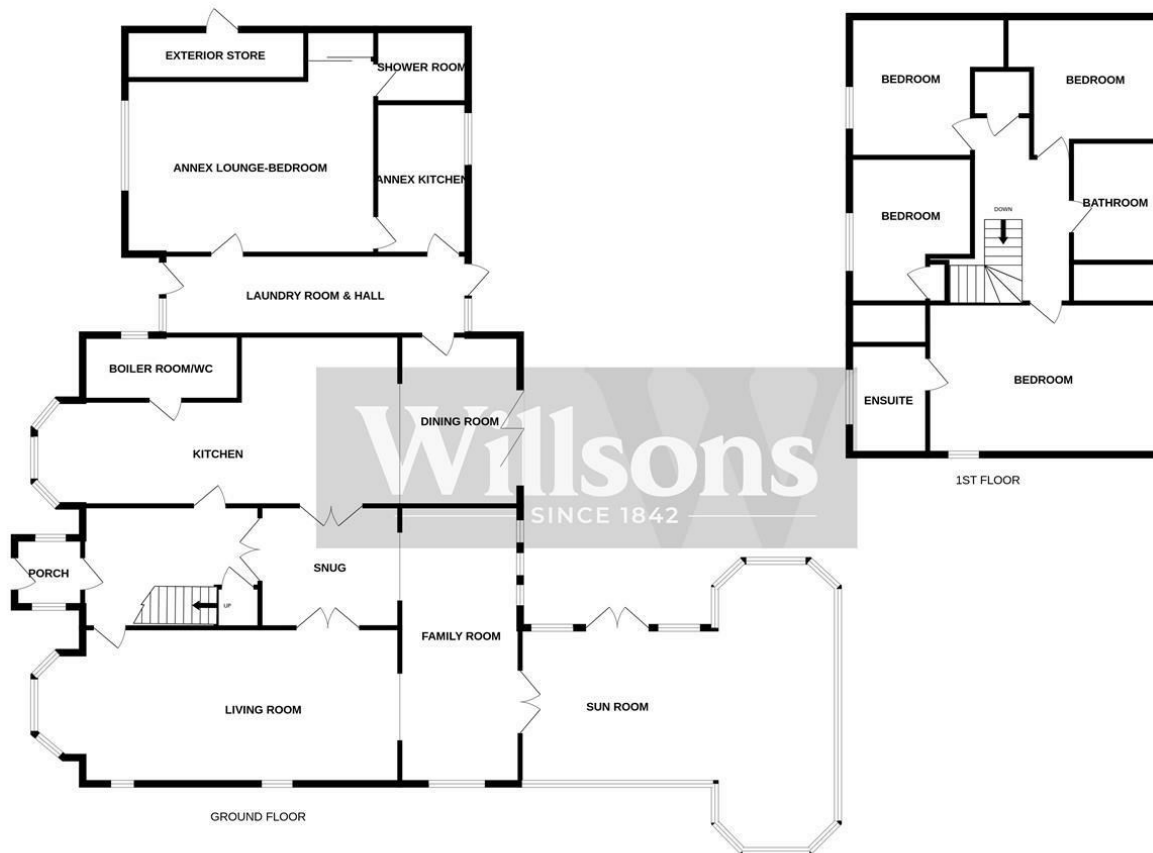 EXTERIOR STORE
SHOWER ROOM
ANNEX LOUNGE-BEDROOM
ANNEX KITCHEN
LAUNDRY ROOM & HALL
BOILER ROOM/WC
DINING ROOM
KITCHEN
PORCH
SNUG
UP
FAMILY ROOM
LIVING ROOM
SUN ROOM
GROUND FLOOR
Willsons
SINCE 1842
BEDROOM
BEDROOM
BEDROOM
BATHROOM
DOWN
ENSUITE
BEDROOM
1ST FLOOR